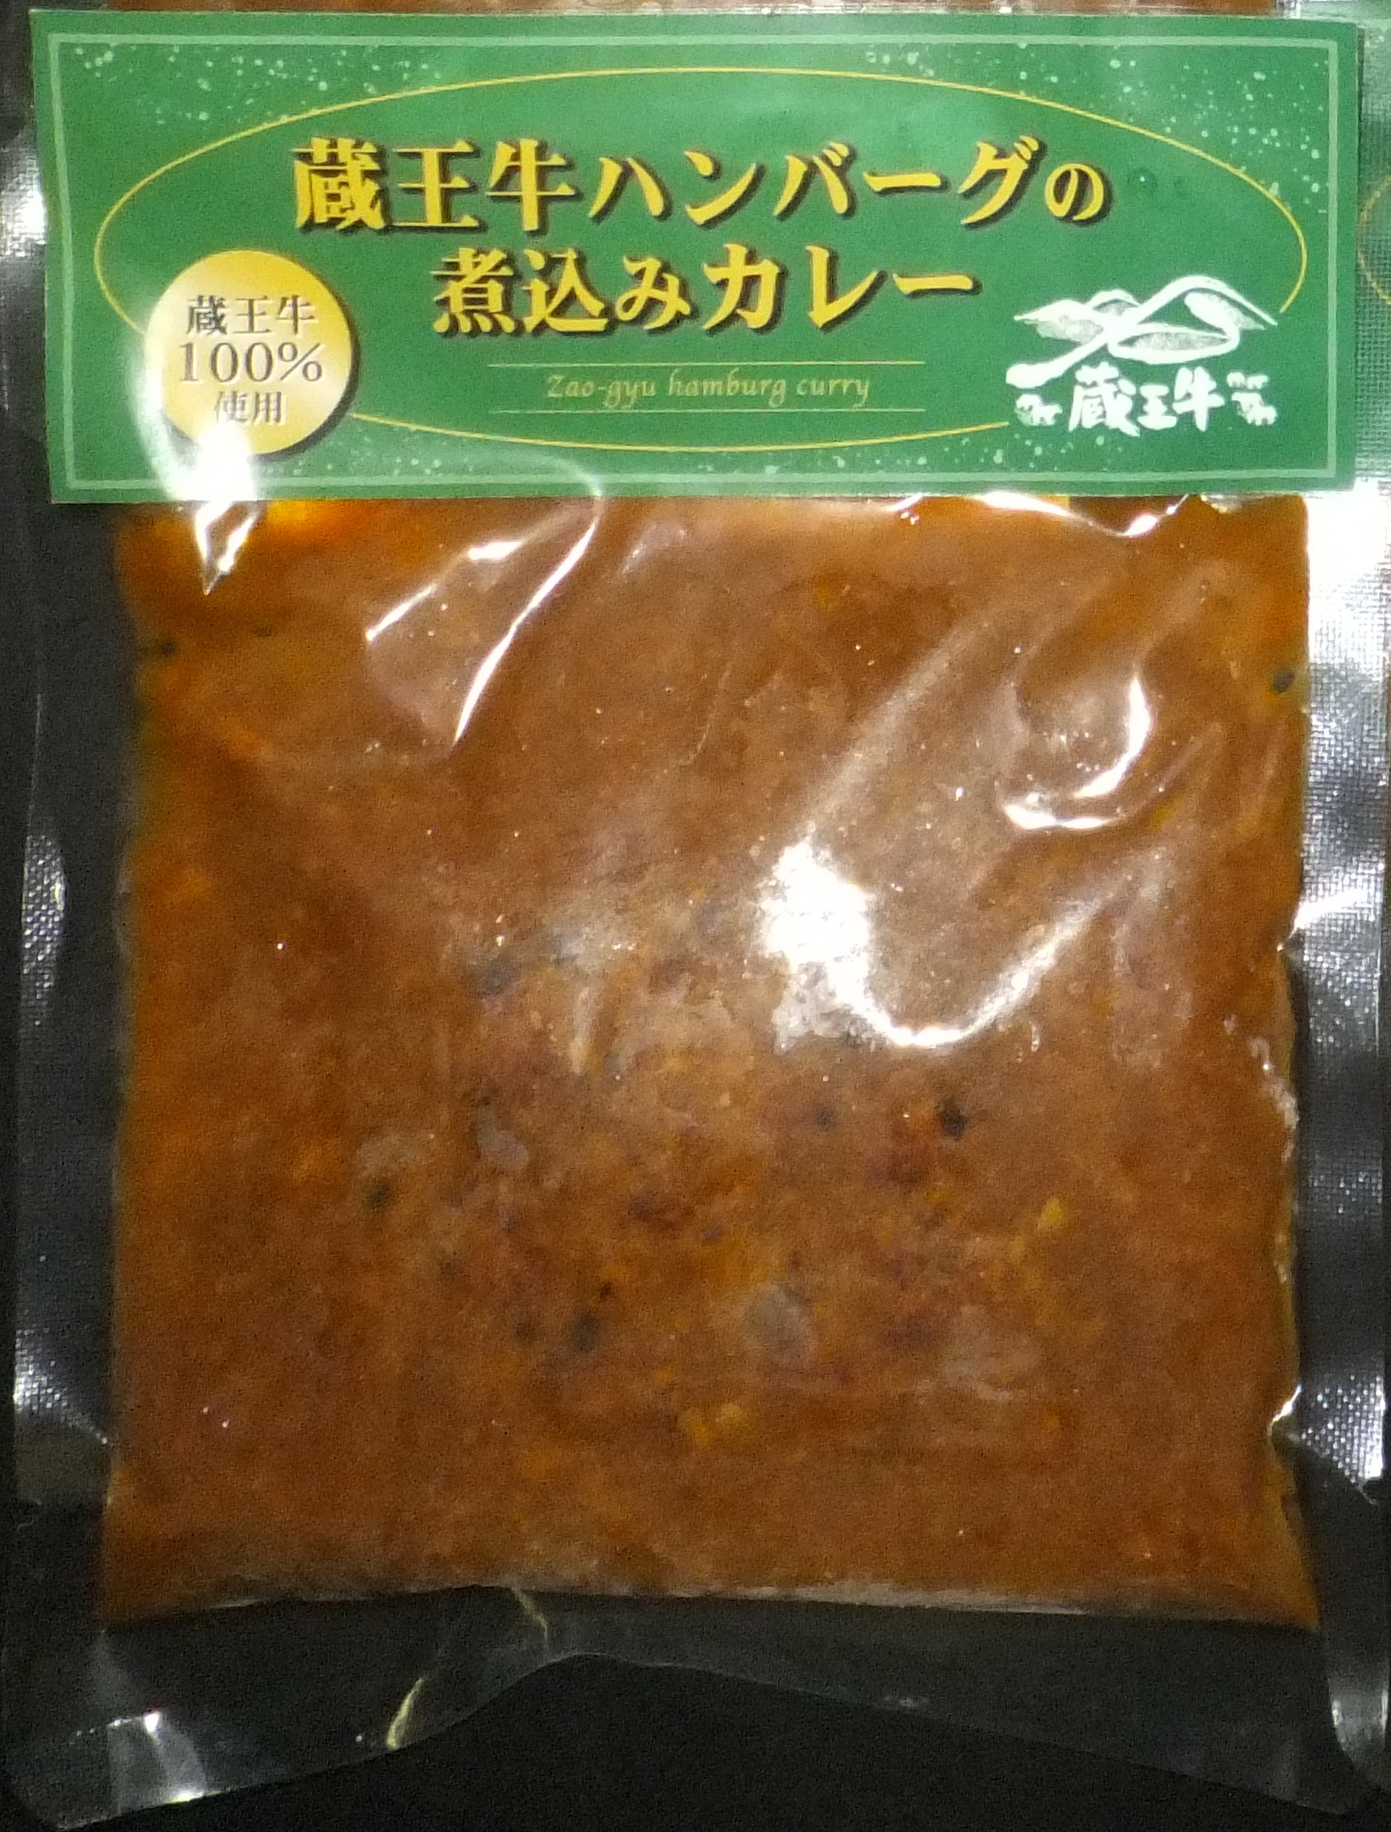 蔵王牛ハンバーグの
煮込みカレー
Zao-gyu hamburg curry
蔵王牛
100%
使用
蔵王牛